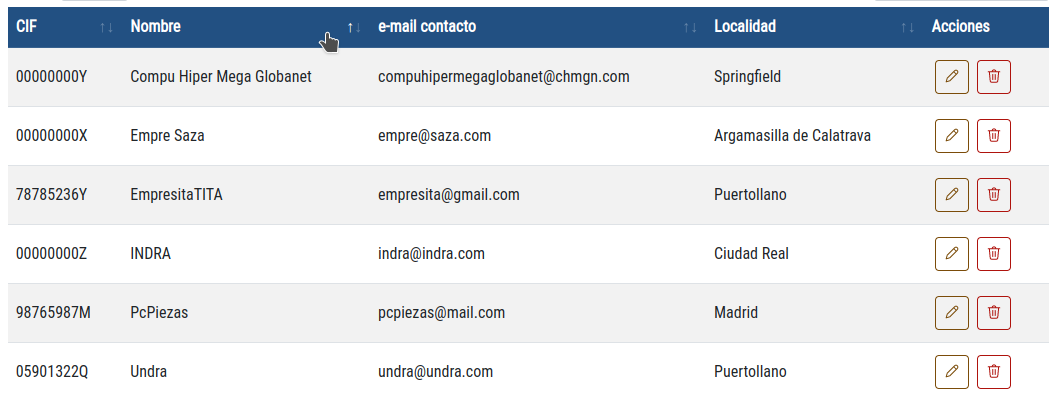 CIF Nombre e-mail contacto Localidad Acciones
00000000Y Compu Hiper Mega Globanet compuhipermegaglobanet@chmgn.com Springfield
00000000X Empre Saza empre@saza.com Argamasilla de Calatrava
78785236Y EmpresitaTITA empresita@gmail.com Puertollano
00000000Z INDRA indra@indra.com Ciudad Real
98765987M PcPiezas pcpiezas@mail.com Madrid
05901322Q Undra undra@undra.com Puertollano